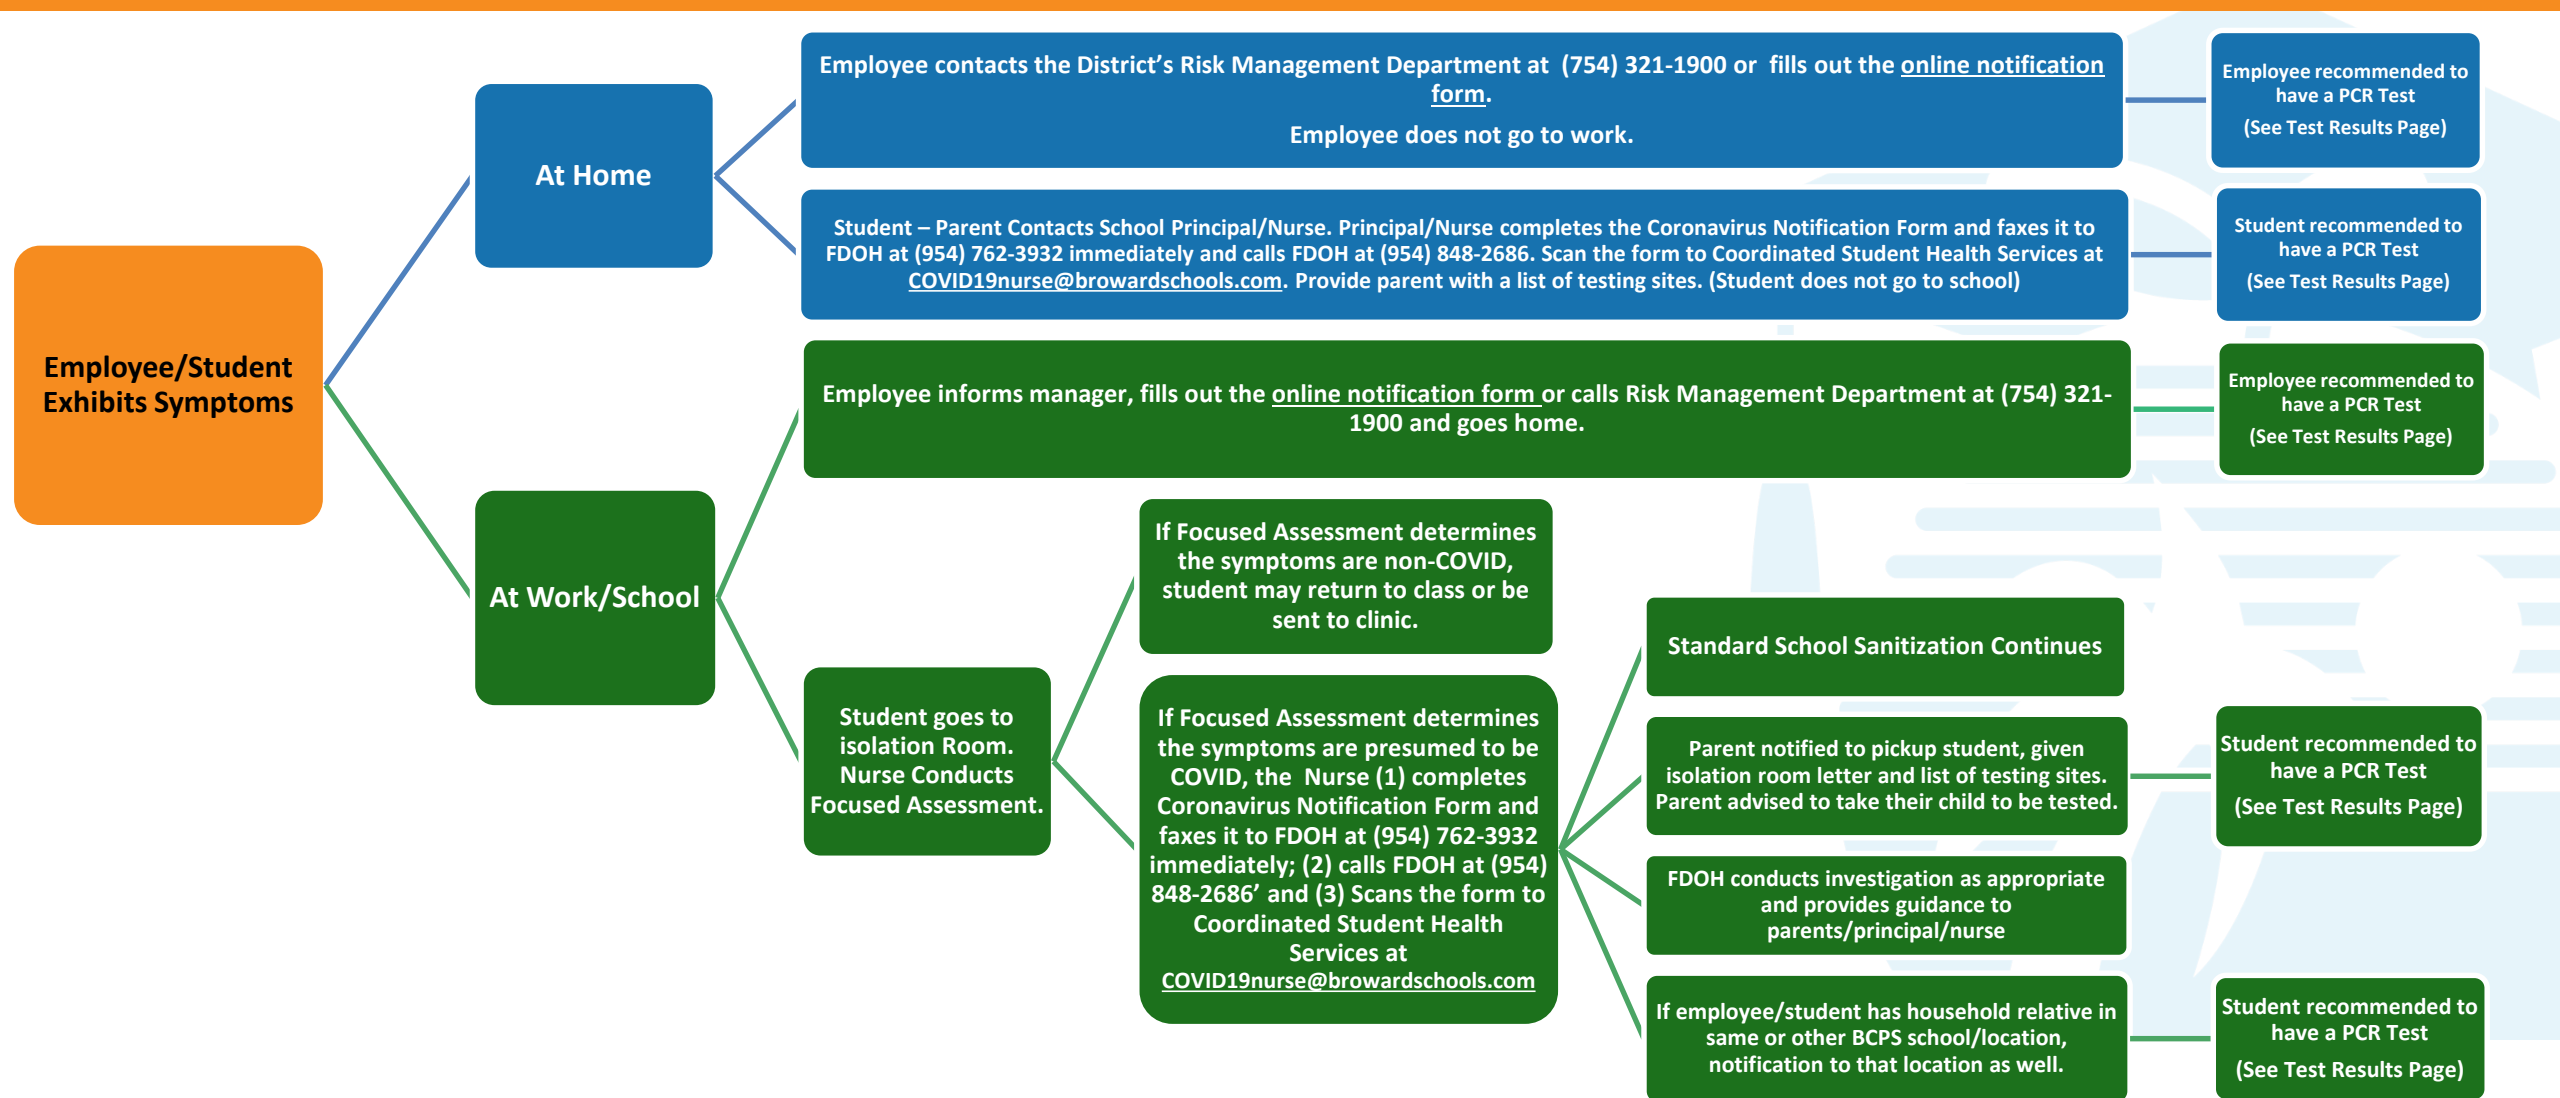 Employee/Student
Exhibits Symptoms
At Home
Employee contacts the District's Risk Management Department at (754) 321-1900 or fills out the online notification
form.
Employee does not go to work.
Employee recommended to
have a PCR Test
(See Test Results Page)
Student – Parent Contacts School Principal/Nurse. Principal/Nurse completes the Coronavirus Notification Form and faxes it to
FDOH at (954) 762-3932 immediately and calls FDOH at (954) 848-2686. Scan the form to Coordinated Student Health Services at
COVID19nurse@browardschools.com. Provide parent with a list of testing sites. (Student does not go to school)
Student recommended to
have a PCR Test
(See Test Results Page)
At Work/School
Employee informs manager, fills out the online notification form or calls Risk Management Department at (754) 321-
1900 and goes home.
Employee recommended to
have a PCR Test
(See Test Results Page)
Student goes to
isolation Room.
Nurse Conducts
Focused Assessment.
If Focused Assessment determines
the symptoms are non-COVID,
student may return to class or be
sent to clinic.
If Focused Assessment determines
the symptoms are presumed to be
COVID, the Nurse (1) completes
Coronavirus Notification Form and
faxes it to FDOH at (954) 762-3932
immediately; (2) calls FDOH at (954)
848-2686’ and (3) Scans the form to
Coordinated Student Health
Services at
COVID19nurse@browardschools.com
Standard School Sanitization Continues
Parent notified to pickup student, given
isolation room letter and list of testing sites.
Parent advised to take their child to be tested.
Student recommended to
have a PCR Test
(See Test Results Page)
FDOH conducts investigation as appropriate
and provides guidance to
parents/principal/nurse
If employee/student has household relative in
same or other BCPS school/location,
notification to that location as well.
Student recommended to
have a PCR Test
(See Test Results Page)